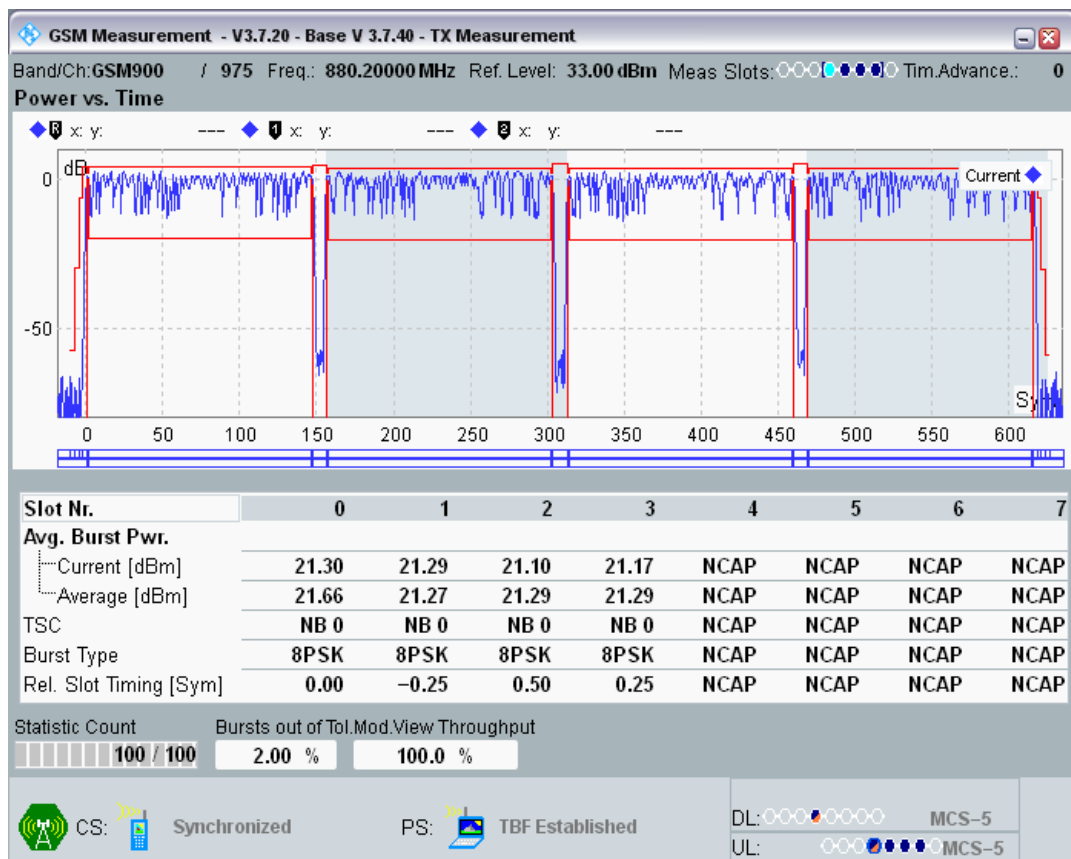 GSM Measurement - V3.7.20 - Base V 3.7.40 - TX Measurement
Band/Ch:GSM900 / 975 Freq.: 880.20000 MHz Ref. Level: 33.00 dBm Meas Slots: Tim.Advance.: 0
Power vs. Time
R x: y: --- 1 x: y: --- 2 x: y: ---
dB
Current
0
-50
Sy
0 50 100 150 200 250 300 350 400 450 500 550 600
Slot Nr. 0 1 2 3 4 5 6 7
Avg. Burst Pwr.
Current [dBm] 21.30 21.29 21.10 21.17 NCAP NCAP NCAP NCAP
Average [dBm] 21.66 21.27 21.29 21.29 NCAP NCAP NCAP NCAP
TSC NB 0 NB 0 NB 0 NB 0 NCAP NCAP NCAP NCAP
Burst Type 8PSK 8PSK 8PSK 8PSK NCAP NCAP NCAP NCAP
Rel. Slot Timing [Sym] 0.00 −0.25 0.50 0.25 NCAP NCAP NCAP NCAP
Statistic Count Bursts out of Tol.Mod.View Throughput
100 / 100 2.00 % 100.0 %
CS: Synchronized PS: TBF Established
DL: MCS−5
UL: MCS−5